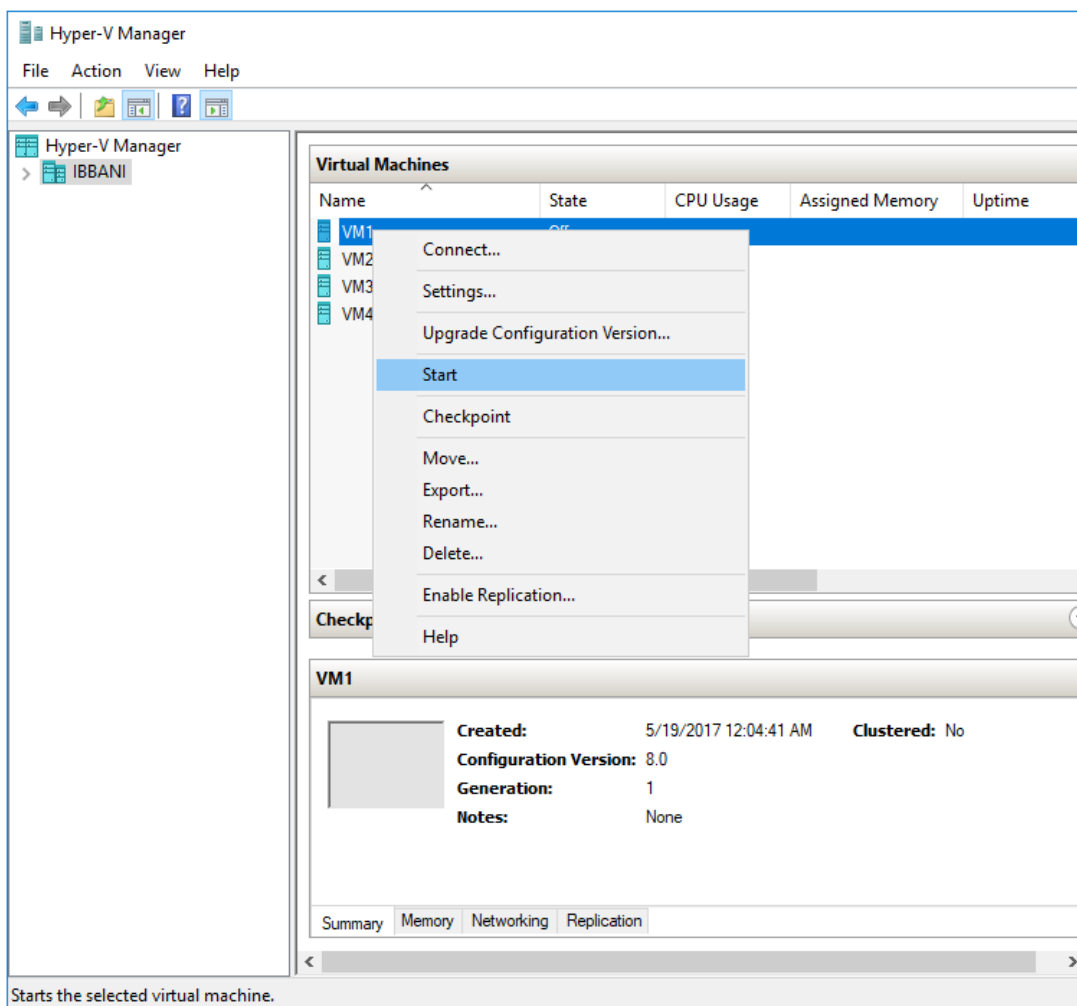 Hyper-V Manager
File Action View Help
Hyper-V Manager
IBBANI
Virtual Machines
Name State CPU Usage Assigned Memory Uptime
VM1
VM2
VM3
VM4
Connect...
Settings...
Upgrade Configuration Version...
Start
Checkpoint
Move...
Export...
Rename...
Delete...
Enable Replication...
Help
Checkp
VM1
Created: 5/19/2017 12:04:41 AM Clustered: No
Configuration Version: 8.0
Generation: 1
Notes: None
Summary Memory Networking Replication
Starts the selected virtual machine.